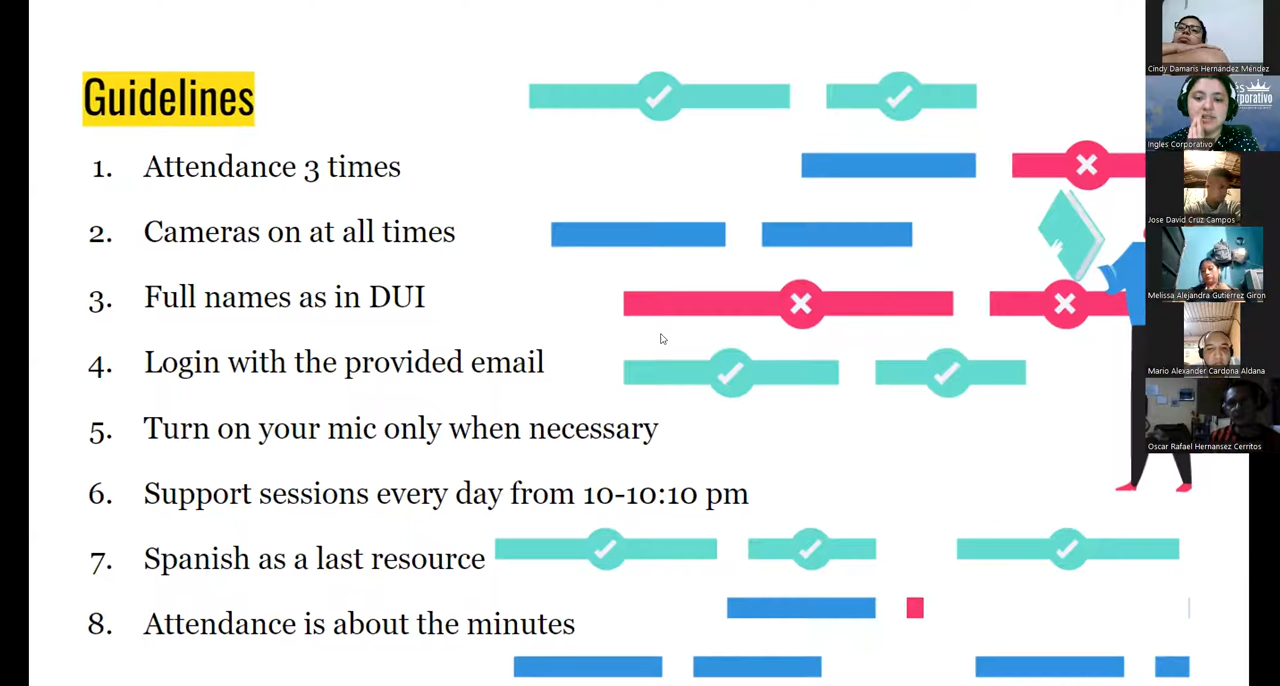 Guidelines
1. Attendance 3 times
2. Cameras on at all times
3. Full names as in DUI
4. Login with the provided email
5. Turn on your mic only when necessary
6. Support sessions every day from 10-10:10 pm
7. Spanish as a last resource
8. Attendance is about the minutes
Cindy Damaris Hernández Méndez
Ingles Corporativo
Jose David Cruz Campos
Melissa Alejandra Gutierrez Giron
Mario Alexander Cardona Aldana
Oscar Rafael Hernansez Cerritos